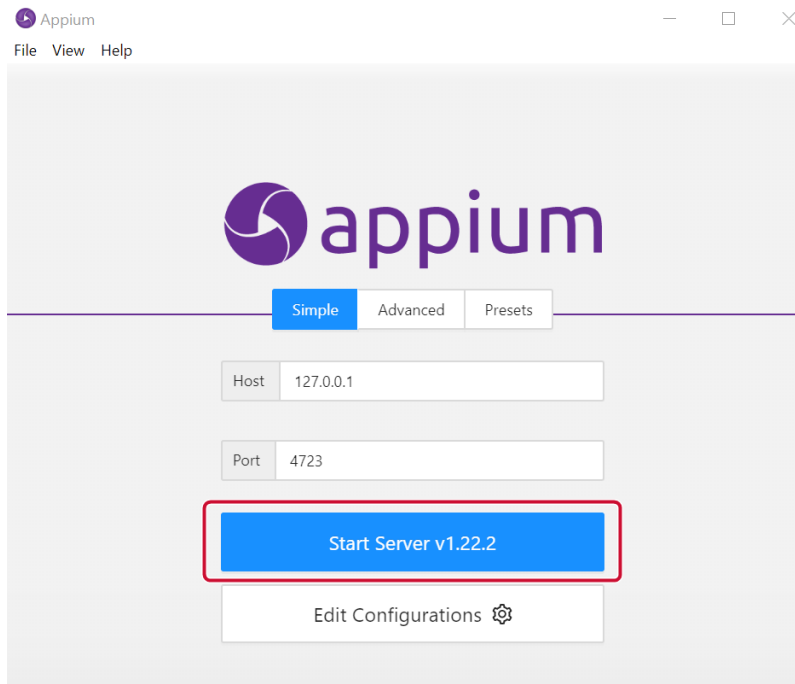 Appium
File View Help
appium
Simple Advanced Presets
Host 127.0.0.1
Port 4723
Start Server v1.22.2
Edit Configurations